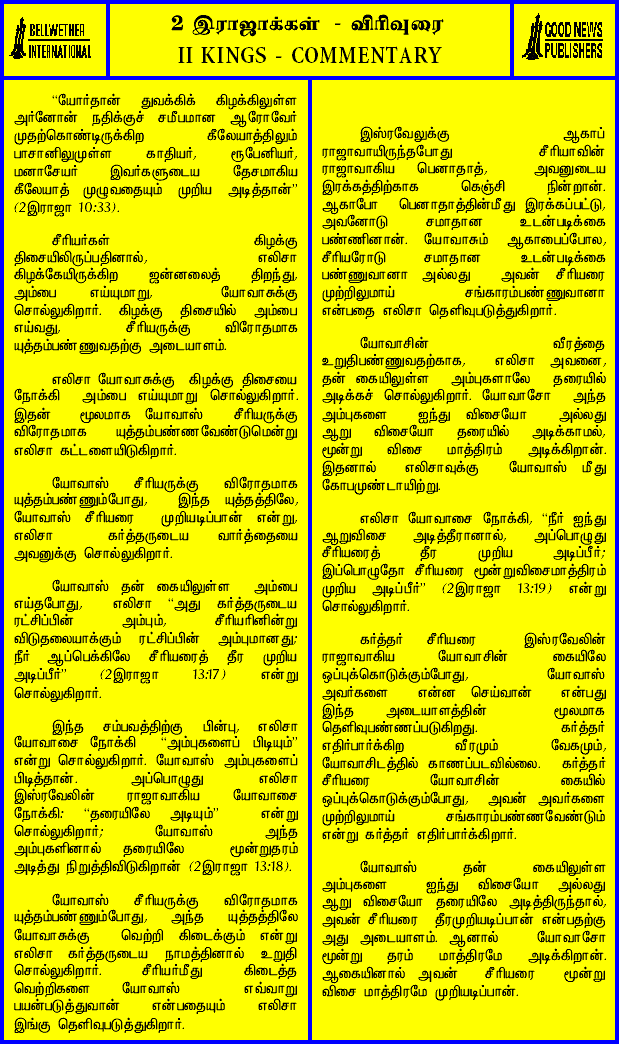 BELLWETHER
INTERNATIONAL
2 இராஜாக்கள் - விரிவுரை
II KINGS - COMMENTARY
GOOD NEWS
PUBLISHERS
“யோர்தான் துவக்கிக் கிழக்கிலுள்ள
அர்னோன் நதிக்குச் சமீபமான ஆரோவேர்
முதற்கொண்டிருக்கிற கீலேயாத்திலும்
பாசானிலுமுள்ள காதியர், ரூபேனியர்,
மனாசேயர் இவர்களுடைய தேசமாகிய
கீலேயாத் முழுவதையும் முறிய அடித்தான்”
(2இராஜா 10:33).
சீரியர்கள் கிழக்கு
திசையிலிருப்பதினால், எலிசா
கிழக்கேயிருக்கிற ஜன்னலைத் திறந்து,
அம்பை எய்யுமாறு, யோவாசுக்கு
சொல்லுகிறார். கிழக்கு திசையில் அம்பை
எய்வது, சீரியருக்கு விரோதமாக
யுத்தம்பண்ணுவதற்கு அடையாளம்.
எலிசா யோவாசுக்கு கிழக்கு திசையை
நோக்கி அம்பை எய்யுமாறு சொல்லுகிறார்.
இதன் மூலமாக யோவாஸ் சீரியருக்கு
விரோதமாக யுத்தம்பண்ணவேண்டுமென்று
எலிசா கட்டளையிடுகிறார்.
யோவாஸ் சீரியருக்கு விரோதமாக
யுத்தம்பண்ணும்போது, இந்த யுத்தத்திலே,
யோவாஸ் சீரியரை முறியடிப்பான் என்று,
எலிசா கர்த்தருடைய வார்த்தையை
அவனுக்கு சொல்லுகிறார்.
யோவாஸ் தன் கையிலுள்ள அம்பை
எய்தபோது, எலிசா “அது கர்த்தருடைய
ரட்சிப்பின் அம்பும், சீரியரினின்று
விடுதலையாக்கும் ரட்சிப்பின் அம்புமானது;
நீர் ஆப்பெக்கிலே சீரியரைத் தீர முறிய
அடிப்பீர்” (2இராஜா 13:17) என்று
சொல்லுகிறார்.
இந்த சம்பவத்திற்கு பின்பு, எலிசா
யோவாசை நோக்கி “அம்புகளைப் பிடியும்”
என்று சொல்லுகிறார். யோவாஸ் அம்புகளைப்
பிடித்தான். அப்பொழுது எலிசா
இஸ்ரவேலின் ராஜாவாகிய யோவாசை
நோக்கி: “தரையிலே அடியும்” என்று
சொல்லுகிறார்; யோவாஸ் அந்த
அம்புகளினால் தரையிலே மூன்றுதரம்
அடித்து நிறுத்திவிடுகிறான் (2இராஜா 13:18).
யோவாஸ் சீரியருக்கு விரோதமாக
யுத்தம்பண்ணும்போது, அந்த யுத்தத்திலே
யோவாசுக்கு வெற்றி கிடைக்கும் என்று
எலிசா கர்த்தருடைய நாமத்தினால் உறுதி
சொல்லுகிறார். சீரியர்மீது கிடைத்த
வெற்றிகளை யோவாஸ் எவ்வாறு
பயன்படுத்துவான் என்பதையும் எலிசா
இங்கு தெளிவுபடுத்துகிறார்.
இஸ்ரவேலுக்கு ஆகாப்
ராஜாவாயிருந்தபோது சீரியாவின்
ராஜாவாகிய பெனாதாத், அவனுடைய
இரக்கத்திற்காக கெஞ்சி நின்றான்.
ஆகாபோ பெனாதாத்தின்மீது இரக்கப்பட்டு,
அவனோடு சமாதான உடன்படிக்கை
பண்ணினான். யோவாசும் ஆகாபைப்போல,
சீரியரோடு சமாதான உடன்படிக்கை
பண்ணுவானா அல்லது அவன் சீரியரை
முற்றிலுமாய் சங்காரம்பண்ணுவானா
என்பதை எலிசா தெளிவுபடுத்துகிறார்.
யோவாசின் வீரத்தை
உறுதிபண்ணுவதற்காக, எலிசா அவனை,
தன் கையிலுள்ள அம்புகளாலே தரையில்
அடிக்கச் சொல்லுகிறார். யோவாசோ அந்த
அம்புகளை ஐந்து விசையோ அல்லது
ஆறு விசையோ தரையில் அடிக்காமல்,
மூன்று விசை மாத்திரம் அடிக்கிறான்.
இதனால் எலிசாவுக்கு யோவாஸ் மீது
கோபமுண்டாயிற்று.
எலிசா யோவாசை நோக்கி, “நீர் ஐந்து
ஆறுவிசை அடித்தீரானால், அப்பொழுது
சீரியரைத் தீர முறிய அடிப்பீர்;
இப்பொழுதோ சீரியரை மூன்றுவிசைமாத்திரம்
முறிய அடிப்பீர்” (2இராஜா 13:19) என்று
சொல்லுகிறார்.
கர்த்தர் சீரியரை இஸ்ரவேலின்
ராஜாவாகிய யோவாசின் கையிலே
ஒப்புக்கொடுக்கும்போது, யோவாஸ்
அவர்களை என்ன செய்வான் என்பது
இந்த அடையாளத்தின் மூலமாக
தெளிவுபண்ணப்படுகிறது. கர்த்தர்
எதிர்பார்க்கிற வீரமும் வேகமும்,
யோவாசிடத்தில் காணப்படவில்லை. கர்த்தர்
சீரியரை யோவாசின் கையில்
ஒப்புக்கொடுக்கும்போது, அவன் அவர்களை
முற்றிலுமாய் சங்காரம்பண்ணவேண்டும்
என்று கர்த்தர் எதிர்பார்க்கிறார்.
யோவாஸ் தன் கையிலுள்ள
அம்புகளை ஐந்து விசையோ அல்லது
ஆறு விசையோ தரையிலே அடித்திருந்தால்,
அவன் சீரியரை தீரமுறியடிப்பான் என்பதற்கு
அது அடையாளம். ஆனால் யோவாசோ
மூன்று தரம் மாத்திரமே அடிக்கிறான்.
ஆகையினால் அவன் சீரியரை மூன்று
விசை மாத்திரமே முறியடிப்பான்.